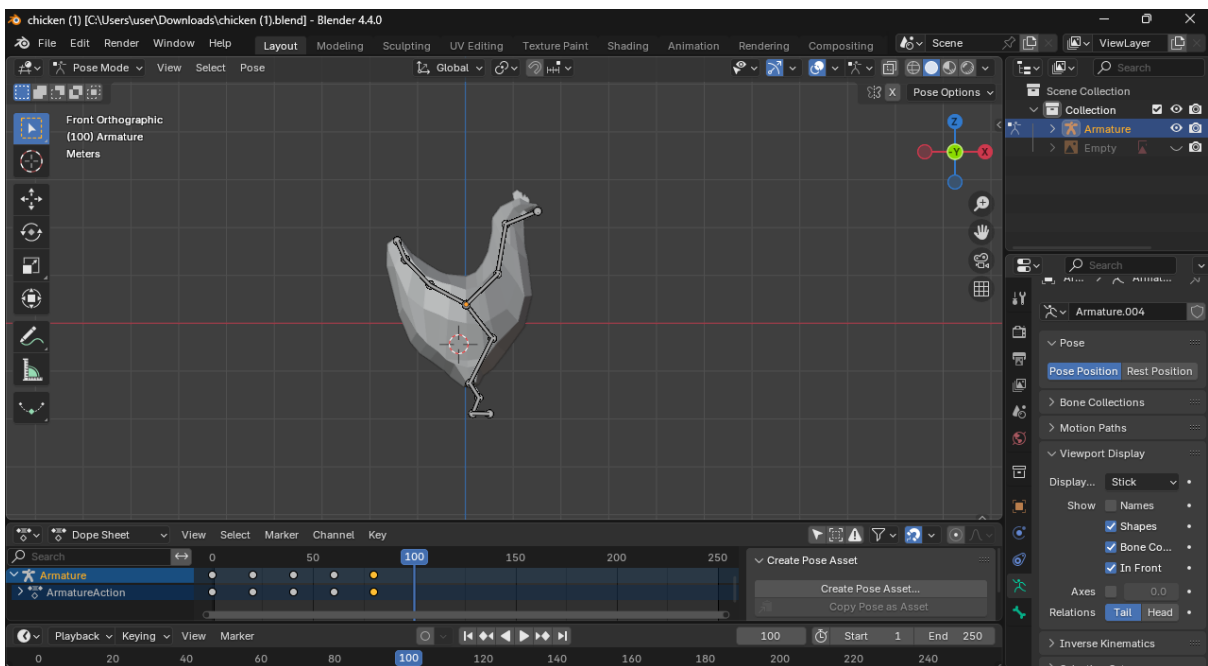 chicken (1) [C:\Users\user\Downloads\chicken (1).blend] - Blender 4.4.0
File Edit Render Window Help Layout Modeling Sculpting UV Editing Texture Paint Shading Animation Rendering Compositing Scene ViewLayer
Pose Mode View Select Pose Global Search
X Pose Options
Scene Collection
Collection
Armature
Empty
Front Orthographic
(100) Armature
Meters
Z
-Y
X
Search
Armature.004
Pose
Pose Position Rest Position
Bone Collections
Motion Paths
Viewport Display
Display... Stick
Show Names
Shapes
Bone Co...
In Front
Axes 0.0
Relations Tail Head
Inverse Kinematics
Dope Sheet View Select Marker Channel Key
Search 0 50 100 150 200 250
Armature
ArmatureAction
Create Pose Asset
Create Pose Asset...
Copy Pose as Asset
Playback Keying View Marker 100 Start 1 End 250
0 20 40 60 80 100 120 140 160 180 200 220 240